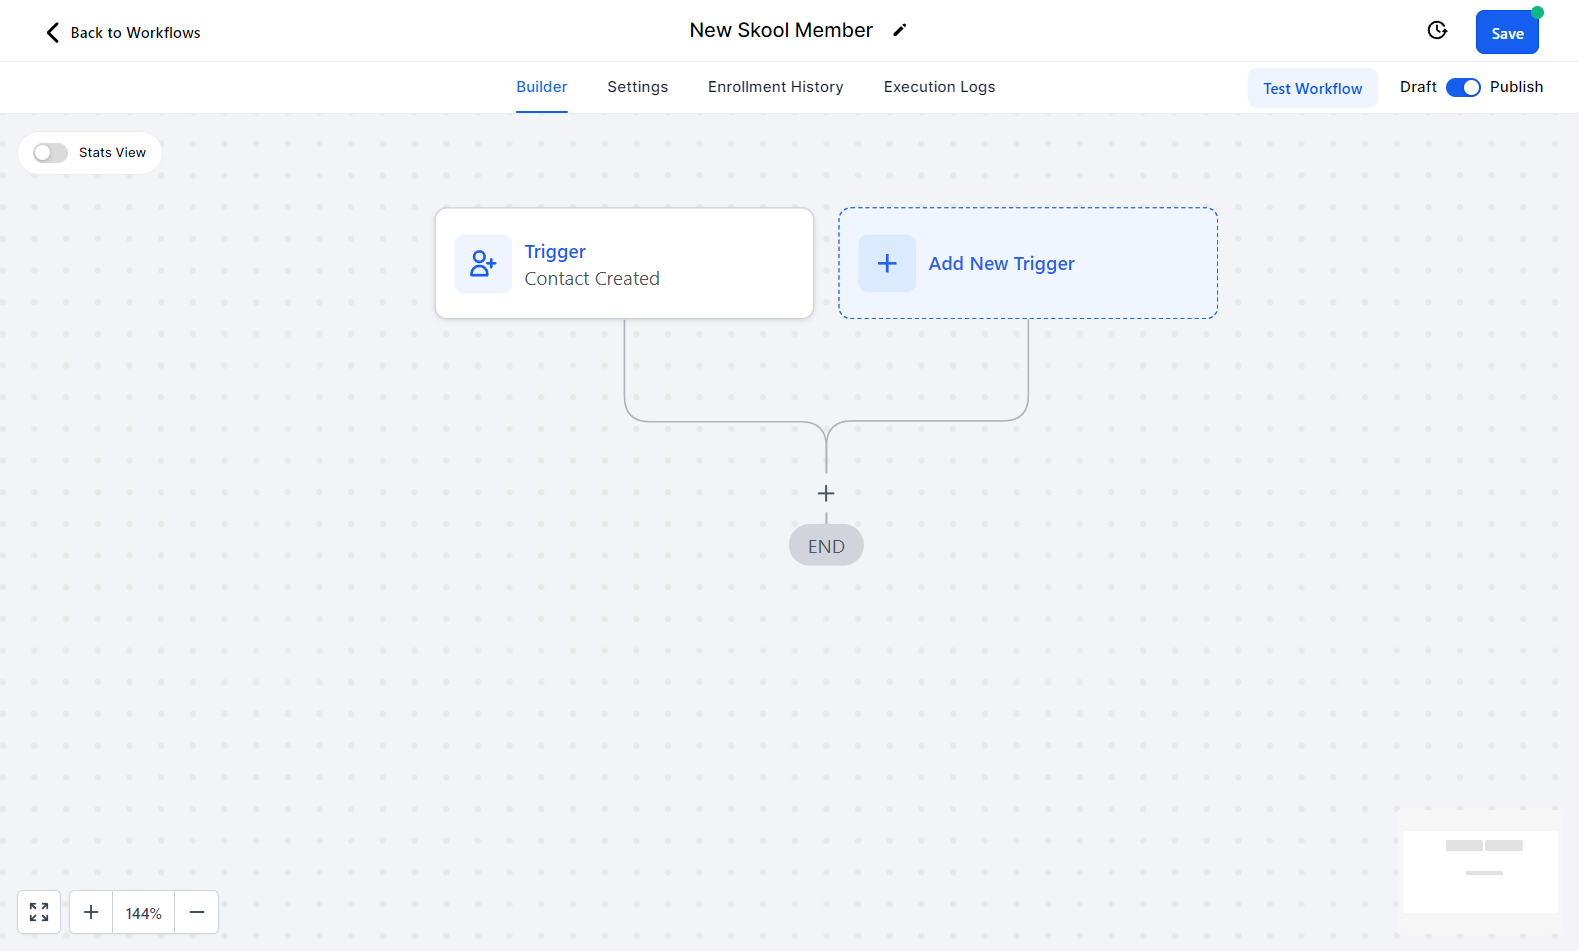 Back to Workflows
New Skool Member
Save
Builder
Settings
Enrollment History
Execution Logs
Test Workflow
Draft
Publish
Stats View
Trigger
Contact Created
Add New Trigger
END
144%